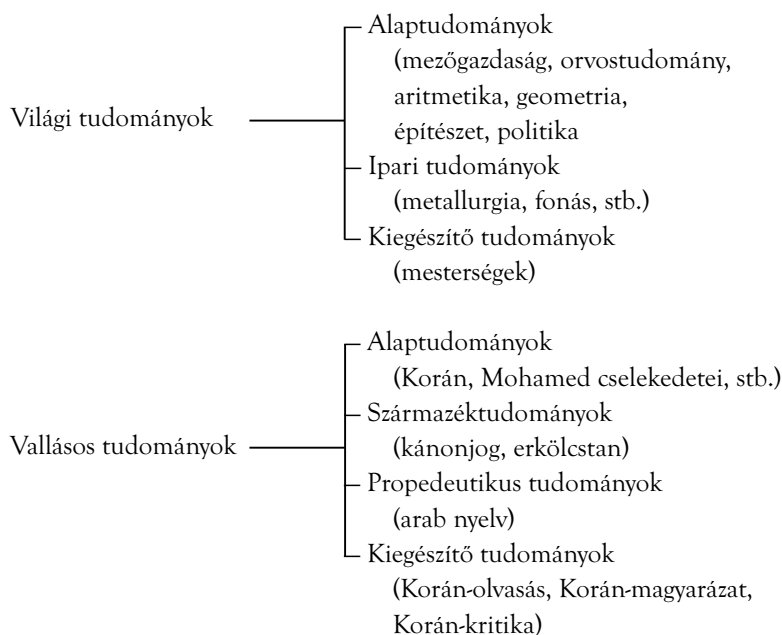 Alaptudományok
(mezőgazdaság, orvostudomány,
aritmetika, geometria,
Világi tudományok
építészet, politika
Ipari tudományok
(metallurgia, fonás, stb.)
Kiegészítő tudományok
(mesterségek)
Alaptudományok
(Korán, Mohamed cselekedetei, stb.)
Származéktudományok
Vallásos tudományok
(kánonjog, erkölcstan)
Propedeutikus tudományok
(arab nyelv)
Kiegészítő tudományok
(Korán-olvasás, Korán-magyarázat,
Korán-kritika)